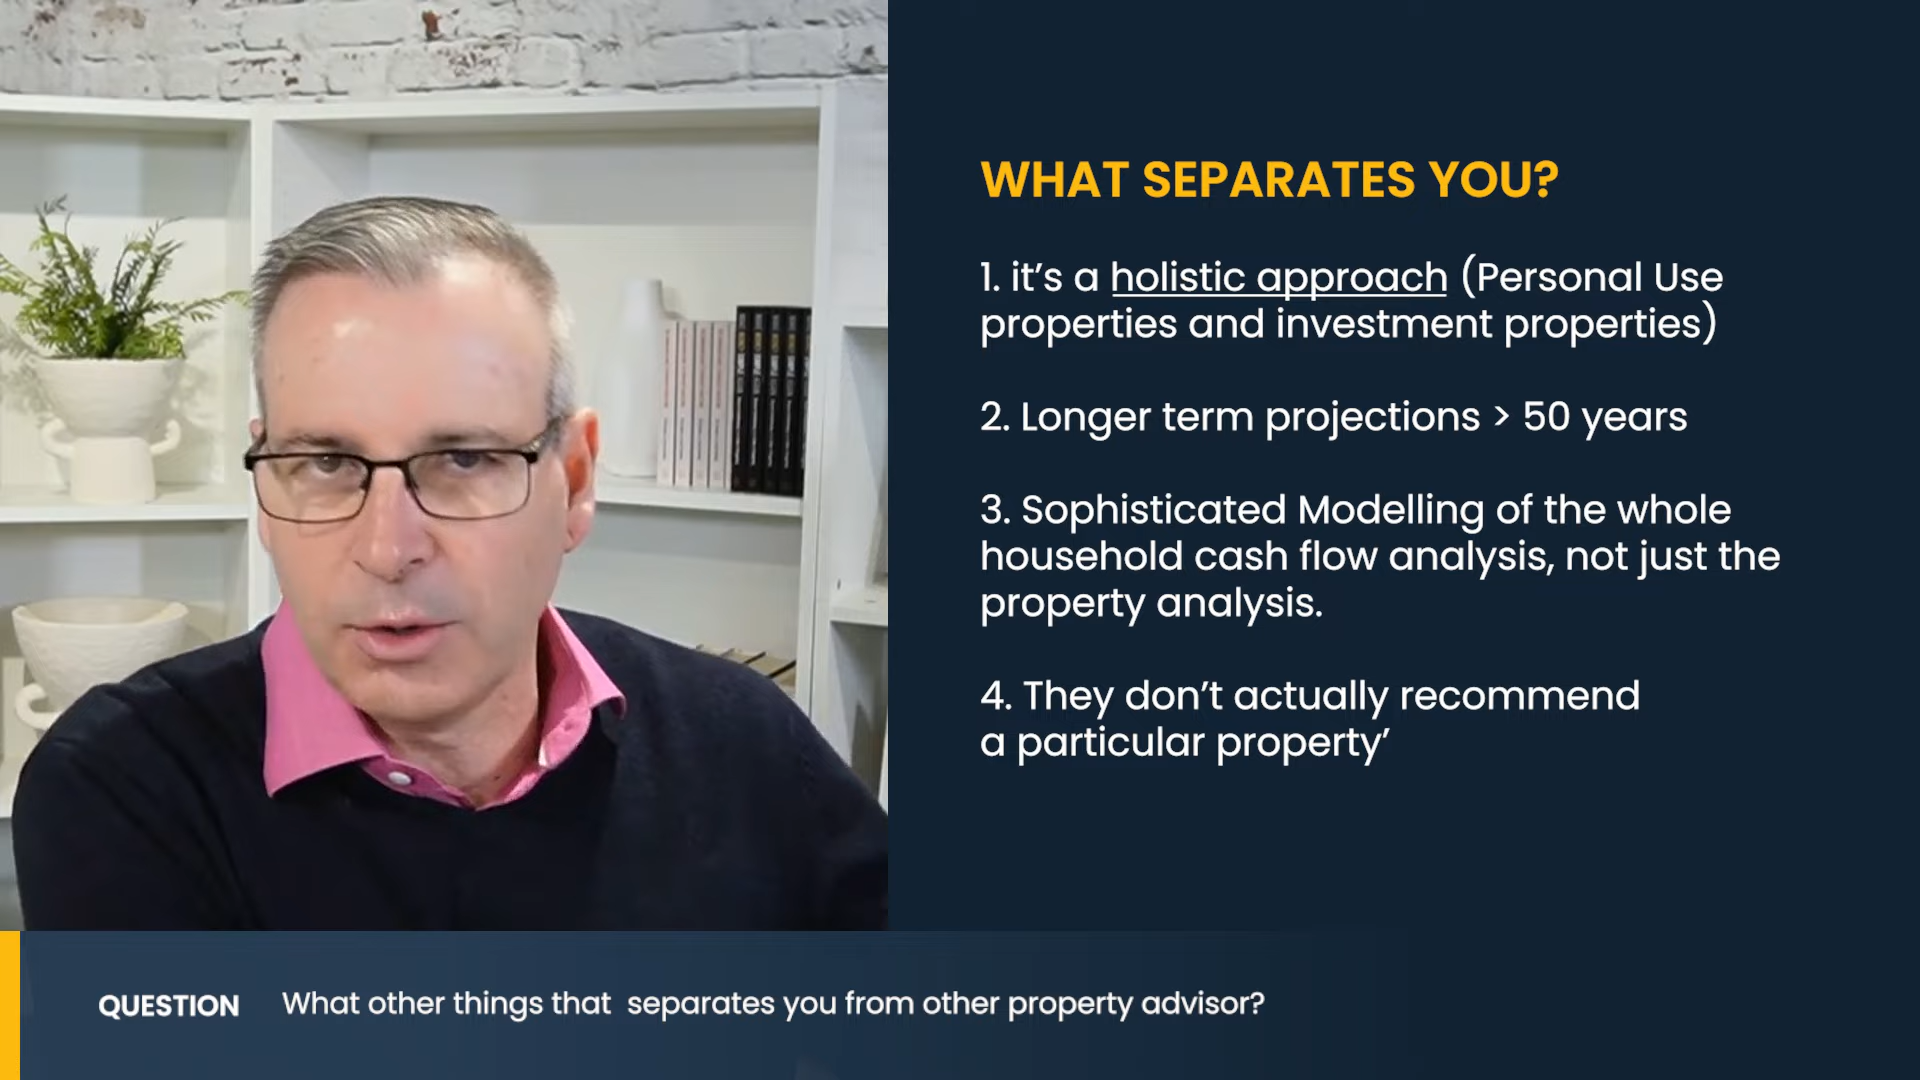 WHAT SEPARATES YOU?
1. it's a holistic approach (Personal Use
properties and investment properties)
2. Longer term projections > 50 years
3. Sophisticated Modelling of the whole
household cash flow analysis, not just the
property analysis.
4. They don't actually recommend
a particular property'
QUESTION What other things that  separates you from other property advisor?